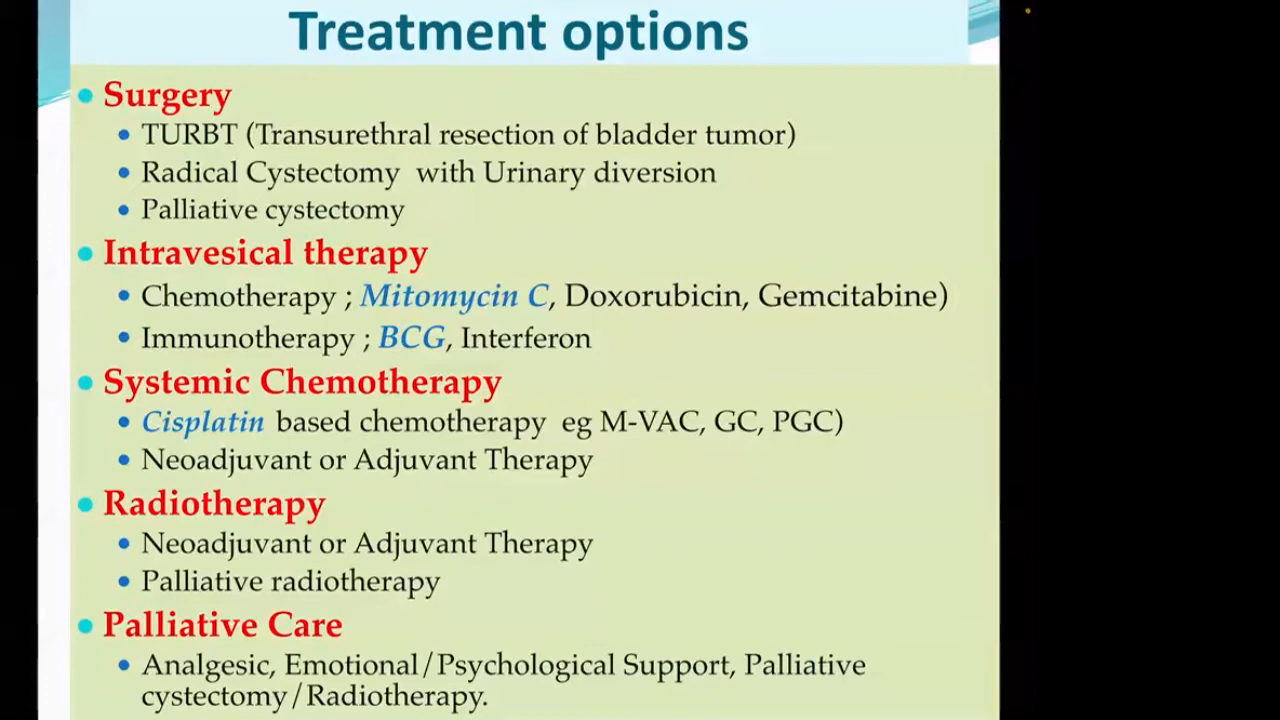 Treatment options
Surgery
TURBT (Transurethral resection of bladder tumor)
Radical Cystectomy with Urinary diversion
Palliative cystectomy
Intravesical therapy
Chemotherapy ; Mitomycin C, Doxorubicin, Gemcitabine)
Immunotherapy ; BCG, Interferon
Systemic Chemotherapy
Cisplatin based chemotherapy eg M-VAC, GC, PGC)
Neoadjuvant or Adjuvant Therapy
Radiotherapy
Neoadjuvant or Adjuvant Therapy
Palliative radiotherapy
Palliative Care
Analgesic, Emotional/Psychological Support, Palliative
cystectomy/Radiotherapy.